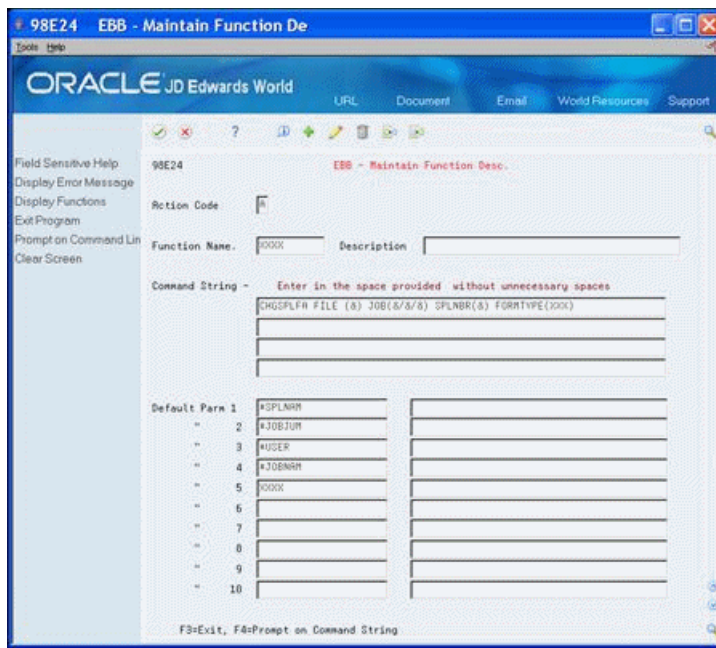 98E24 EBB - Maintain Function De
Tools Help
ORACLE JD Edwards World
URL Document Email World Resources Support
?
Field Sensitive Help
Display Error Message
Display Functions
Exit Program
Prompt on Command Lin
Clear Screen
98E24 EBB - Maintain Function Desc.
Action Code A
Function Name. XXXX Description
Command String - Enter in the space provided without unnecessary spaces
CHGSPLFA FILE (&) JOB(&/&/&) SPLNBR(&) FORMTYPE(XXX)
Default Parm 1 *SPLNAM
" 2 *JOBJUM
" 3 *USER
" 4 *JOBNAM
" 5 XXXX
" 6
" 7
" 8
" 9
" 10
F3=Exit, F4=Prompt on Command String